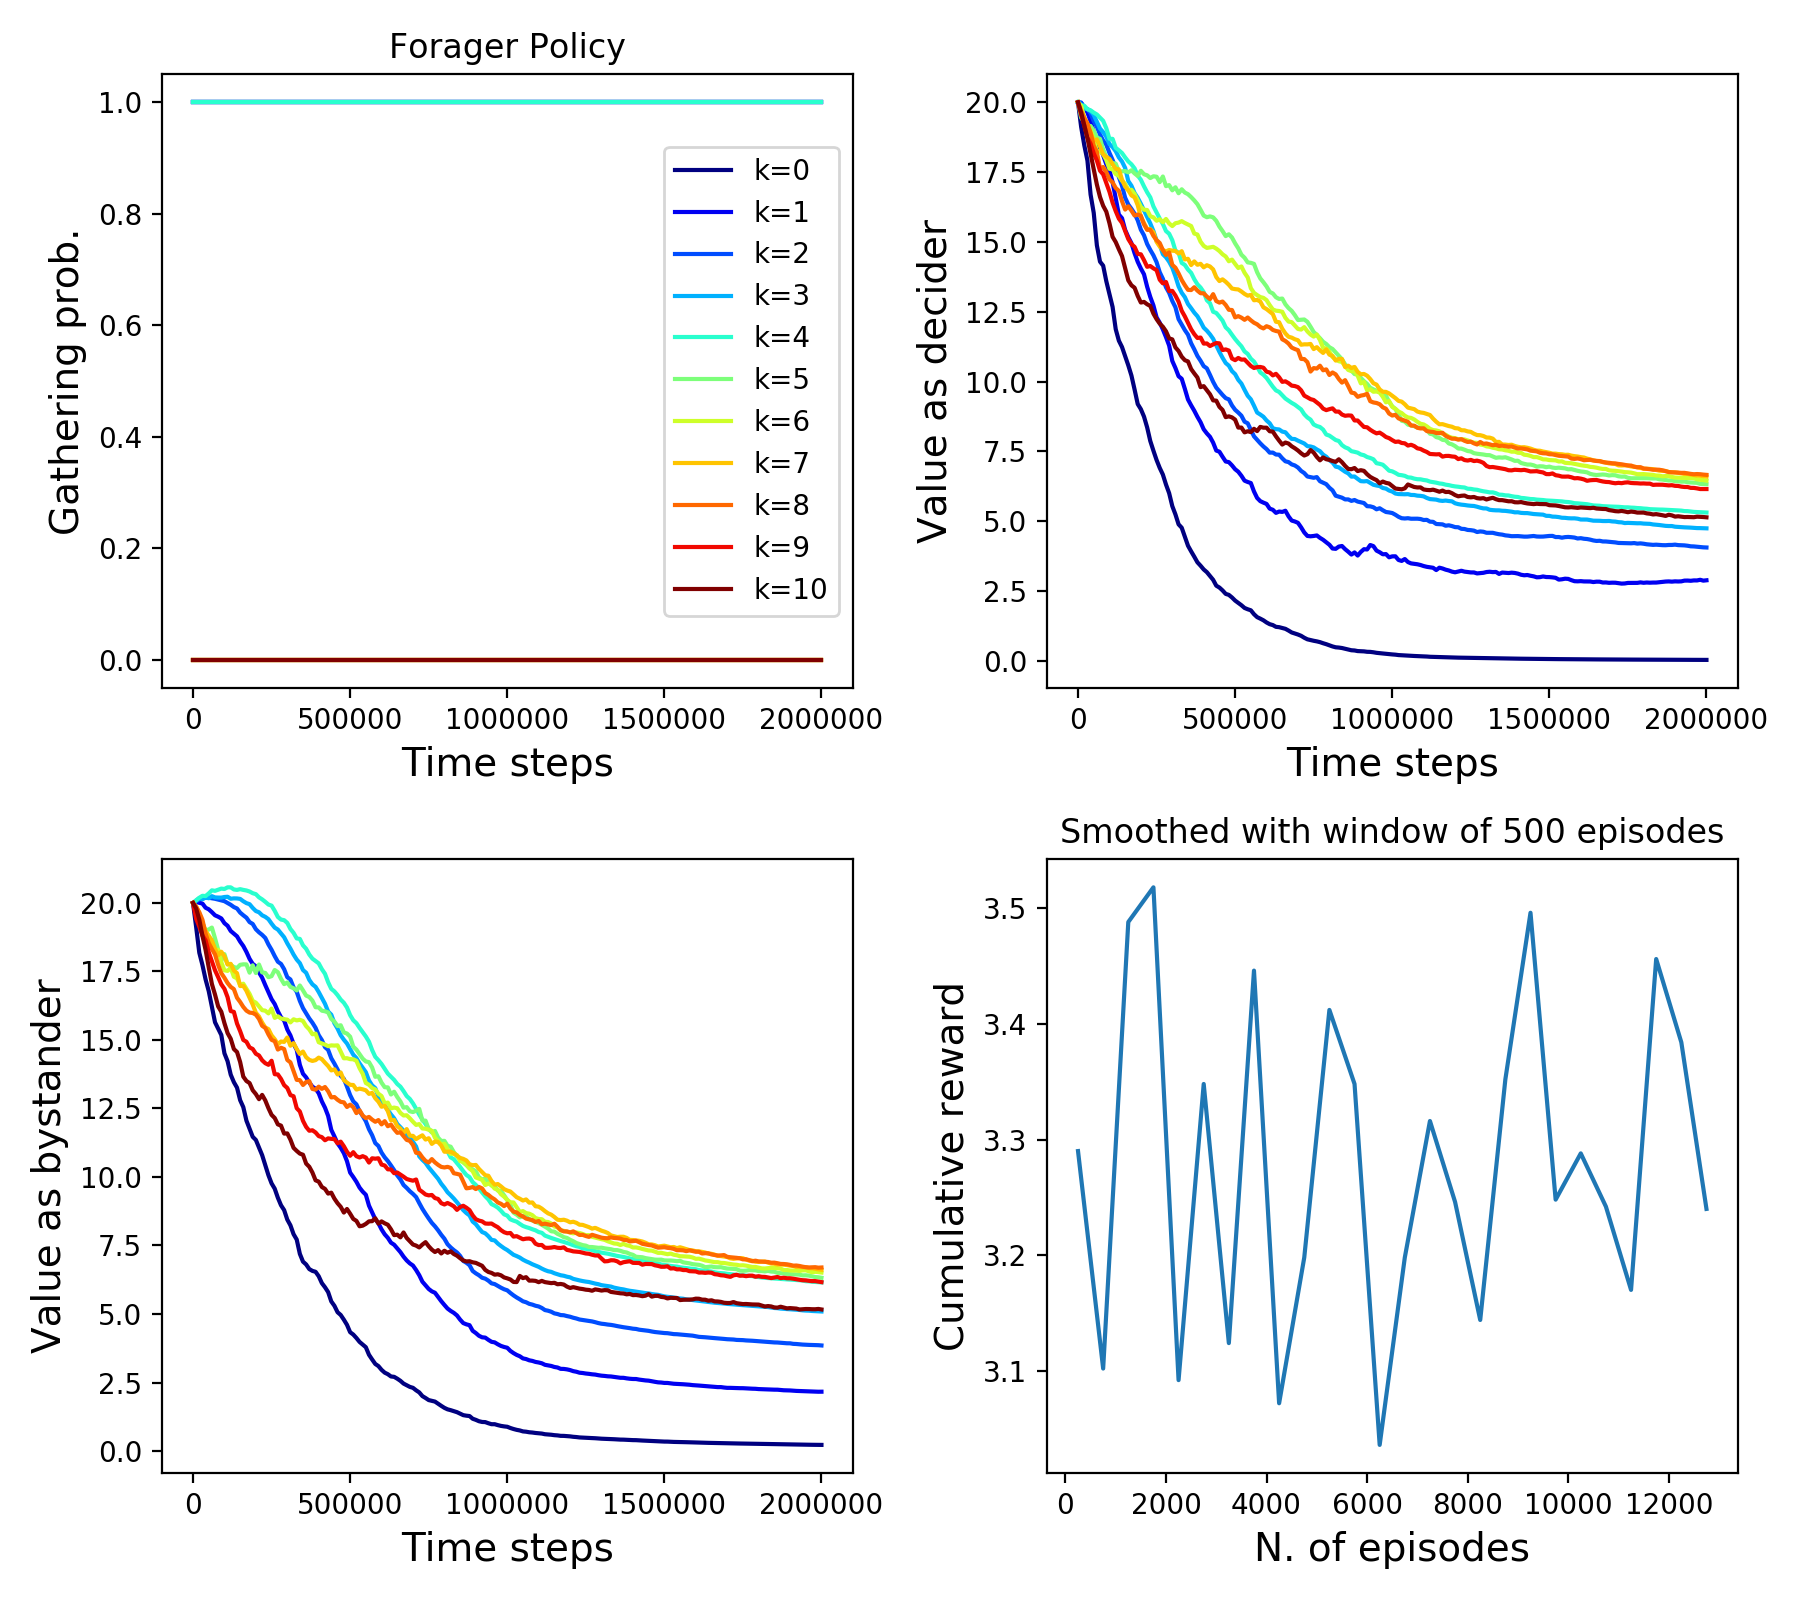 Forager Policy
Gathering prob.
1.0
0.8
0.6
0.4
0.2
0.0
k=0
k=1
k=2
k=3
k=4
k=5
k=6
k=7
k=8
k=9
k=10
0 500000 1000000 1500000 2000000
Time steps
Value as decider
20.0
17.5
15.0
12.5
10.0
7.5
5.0
2.5
0.0
0 500000 1000000 1500000 2000000
Time steps
Value as bystander
20.0
17.5
15.0
12.5
10.0
7.5
5.0
2.5
0.0
0 500000 1000000 1500000 2000000
Time steps
Smoothed with window of 500 episodes
Cumulative reward
3.5
3.4
3.3
3.2
3.1
0 2000 4000 6000 8000 10000 12000
N. of episodes